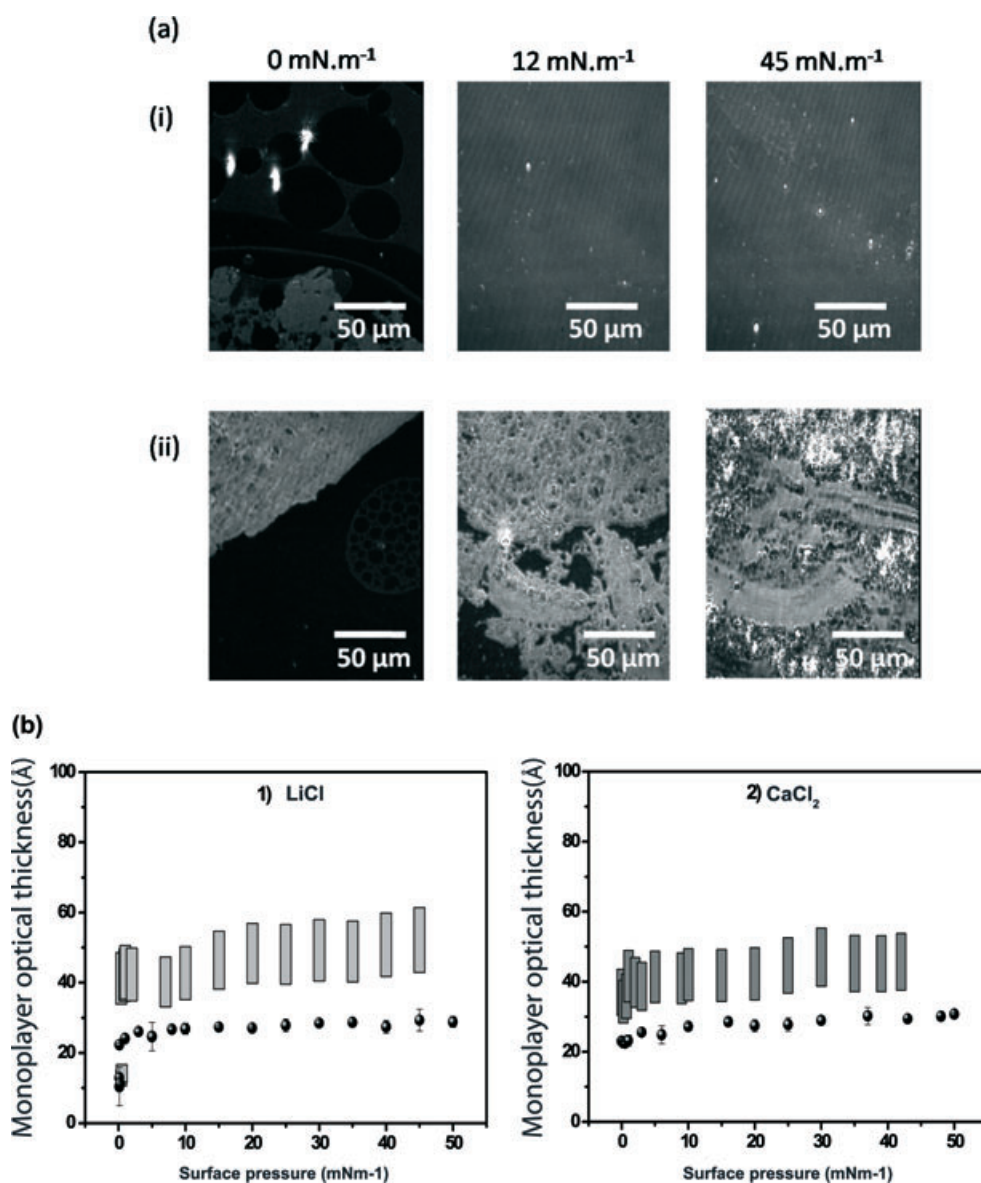 (a)
0 mN.m⁻¹ 12 mN.m⁻¹ 45 mN.m⁻¹
(i)
50 µm 50 µm 50 µm
(ii)
50 µm 50 µm 50 µm
(b)
Monoplayer optical thickness(Å)
100
80
60
40
20
0
1) LiCl
0 10 20 30 40 50
Surface pressure (mNm-1)
Monoplayer optical thickness(Å)
100
80
60
40
20
0
2) CaCl₂
0 10 20 30 40 50
Surface pressure (mNm-1)